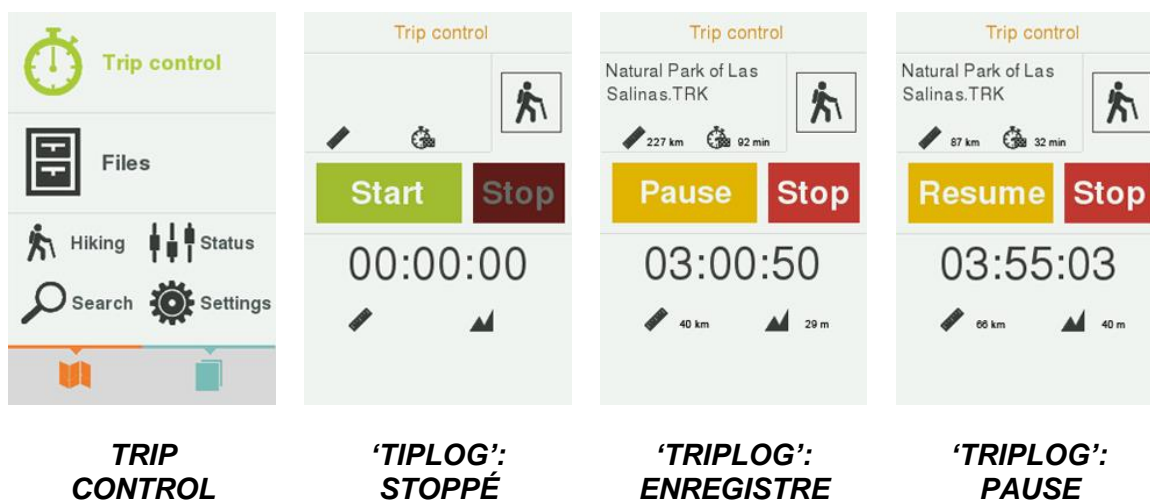 Trip control
Files
Hiking
Status
Search
Settings
Trip control
Start
Stop
00:00:00
Trip control
Natural Park of Las
Salinas.TRK
227 km
92 min
Pause
Stop
03:00:50
40 km
29 m
Trip control
Natural Park of Las
Salinas.TRK
87 km
32 min
Resume
Stop
03:55:03
66 km
40 m
TRIP
CONTROL
‘TIPLOG’:
STOPPÉ
‘TRIPLOG’:
ENREGISTRE
‘TRIPLOG’:
PAUSE